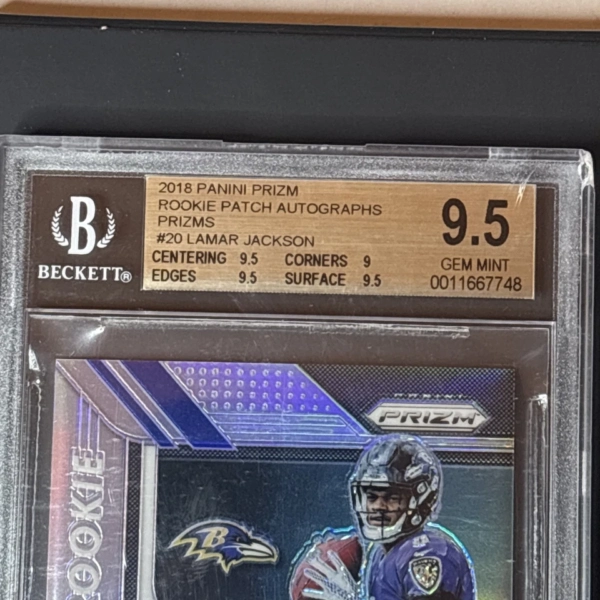 2018 PANINI PRIZM
ROOKIE PATCH AUTOGRAPHS
PRIZMS
#20 LAMAR JACKSON
CENTERING 9.5 CORNERS 9
EDGES 9.5 SURFACE 9.5
9.5
GEM MINT
0011667748
B
BECKETT®
PANINI
PRIZM
ROOKIE
B